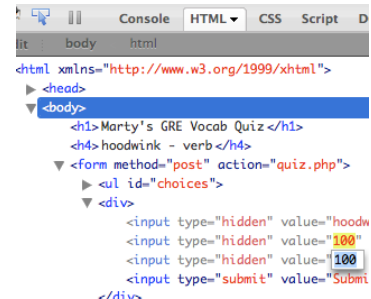 Console HTML CSS Script D
dit body html
<html xmlns="http://www.w3.org/1999/xhtml">
<head>
<body>
<h1>Marty's GRE Vocab Quiz</h1>
<h4>hoodwink - verb</h4>
<form method="post" action="quiz.php">
<ul id="choices">
<div>
<input type="hidden" value="hoodw
<input type="hidden" value="100"
<input type="hidden" value="100
<input type="submit" value="Submi
</div>